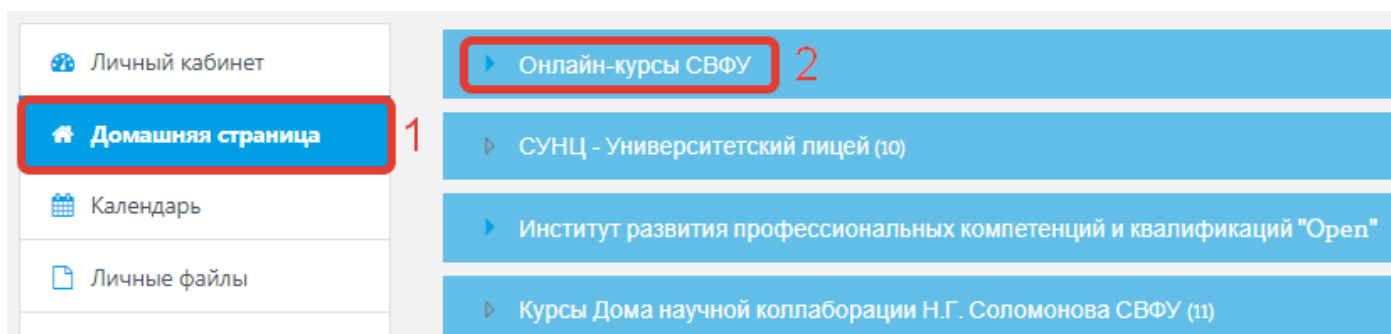 Личный кабинет
Домашняя страница 1
Календарь
Личные файлы
Онлайн-курсы СВФУ 2
СУНЦ - Университетский лицей (10)
Институт развития профессиональных компетенций и квалификаций "Open"
Курсы Дома научной коллаборации Н.Г. Соломонова СВФУ (11)